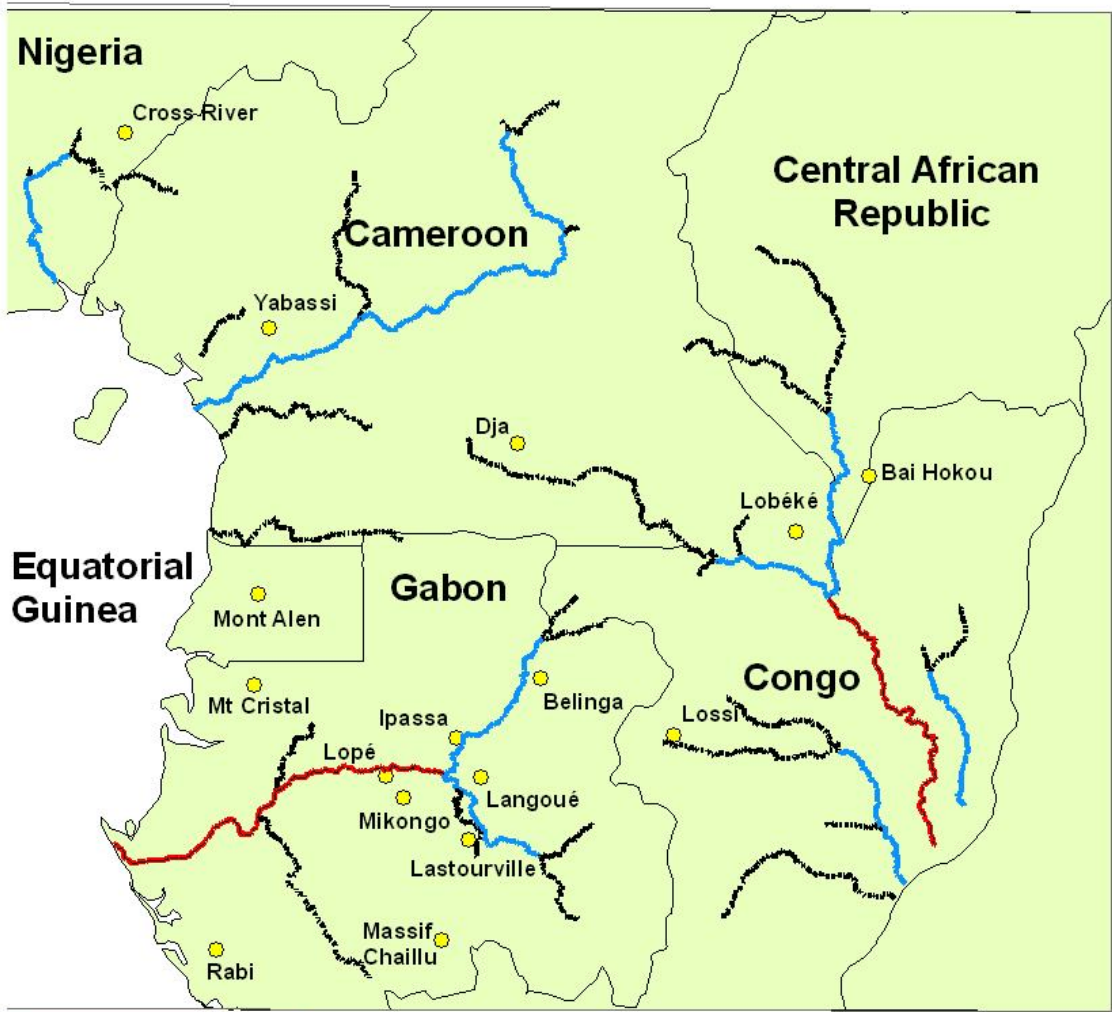 Nigeria
Cross River
Central African
Republic
Cameroon
Yabassi
Dja
Bai Hokou
Lobéké
Equatorial
Guinea
Gabon
Mont Alen
Congo
Mt Cristal
Belinga
Ipassa
Lossi
Lopé
Langoué
Mikongo
Lastourville
Massif
Chaillu
Rabi